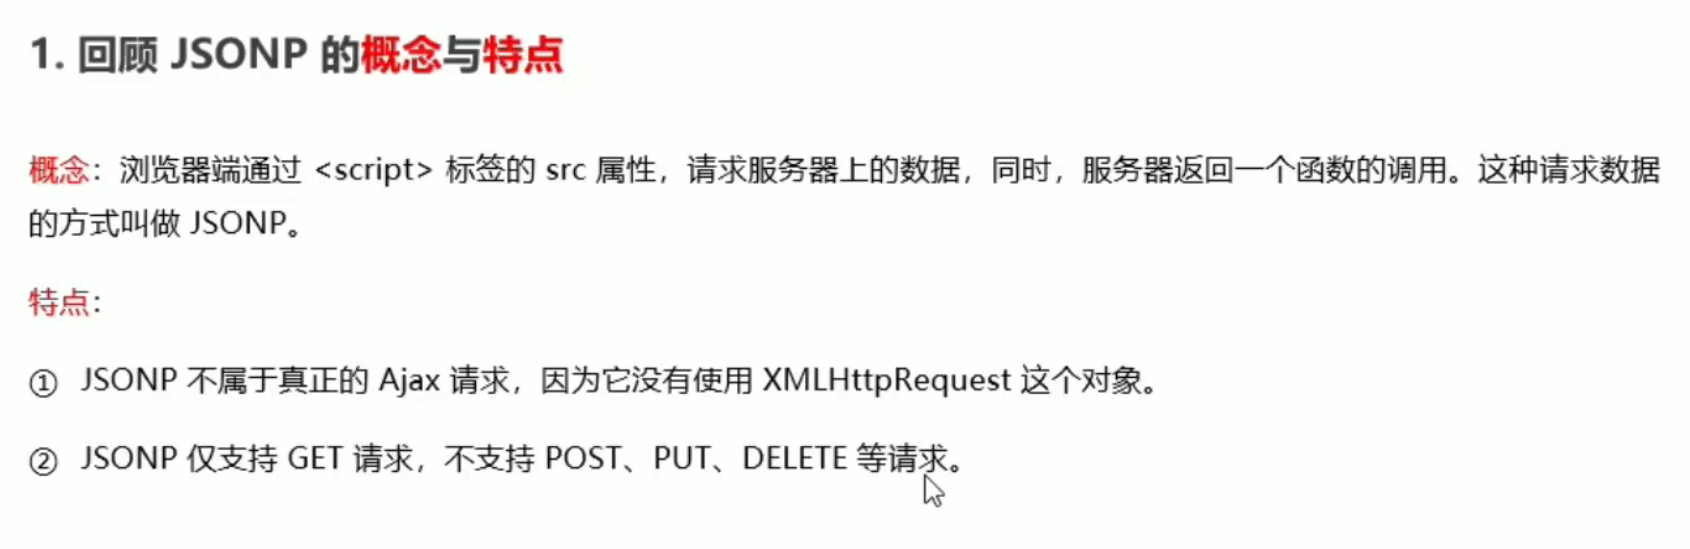 1. 回顾 JSONP 的概念与特点
概念：浏览器端通过 <script> 标签的 src 属性，请求服务器上的数据，同时，服务器返回一个函数的调用。这种请求数据
的方式叫做 JSONP。
特点：
① JSONP 不属于真正的 Ajax 请求，因为它没有使用 XMLHttpRequest 这个对象。
② JSONP 仅支持 GET 请求，不支持 POST、PUT、DELETE 等请求。